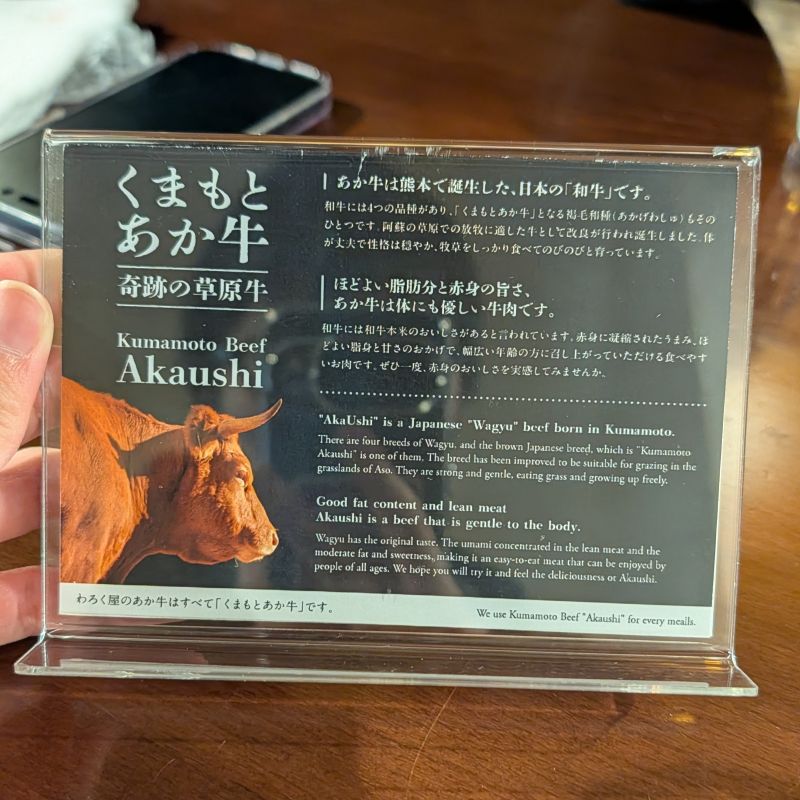 くまもと
あか牛
奇跡の草原牛
Kumamoto Beef
Akaushi
あか牛は熊本で誕生した、日本の「和牛」です。
和牛には4つの品種があり、「くまもとあか牛」となる褐毛和種(あかげわしゅ)もその
ひとつです。阿蘇の草原での放牧に適した牛として改良が行われ誕生しました。体
が丈夫で性格は穏やか、牧草をしっかり食べてのびのびと育っています。
ほどよい脂肪分と赤身の旨さ、
あか牛は体にも優しい牛肉です。
和牛には和牛本来のおいしさがあると言われています。赤身に凝縮されたうまみ、ほ
どよい脂身と甘さのおかげで、幅広い年齢の方に召し上がっていただける食べやす
いお肉です。ぜひ一度、赤身のおいしさを実感してみませんか。
"AkaUshi" is a Japanese "Wagyu" beef born in Kumamoto.
There are four breeds of Wagyu, and the brown Japanese breed, which is "Kumamoto
Akaushi" is one of them. The breed has been improved to be suitable for grazing in the
grasslands of Aso. They are strong and gentle, eating grass and growing up freely.
Good fat content and lean meat
Akaushi is a beef that is gentle to the body.
Wagyu has the original taste. The umami concentrated in the lean meat and the
moderate fat and sweetness, making it an easy-to-eat meat that can be enjoyed by
people of all ages. We hope you will try it and feel the deliciousness of Akaushi.
わろく屋のあか牛はすべて「くまもとあか牛」です。
We use Kumamoto Beef "Akaushi" for every mealls.